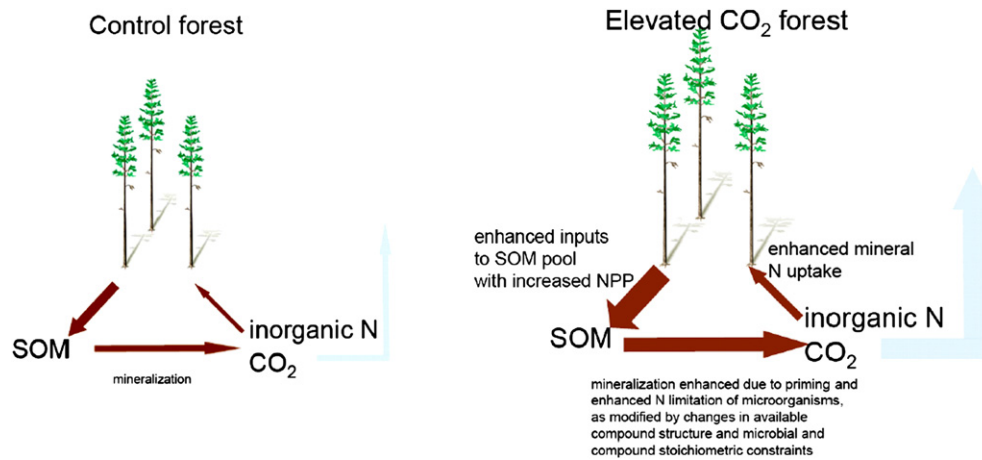 Control forest
SOM
mineralization
inorganic N
CO₂
Elevated CO₂ forest
enhanced inputs
to SOM pool
with increased NPP
enhanced mineral
N uptake
SOM
inorganic N
CO₂
mineralization enhanced due to priming and
enhanced N limitation of microorganisms,
as modified by changes in available
compound structure and microbial and
compound stoichiometric constraints